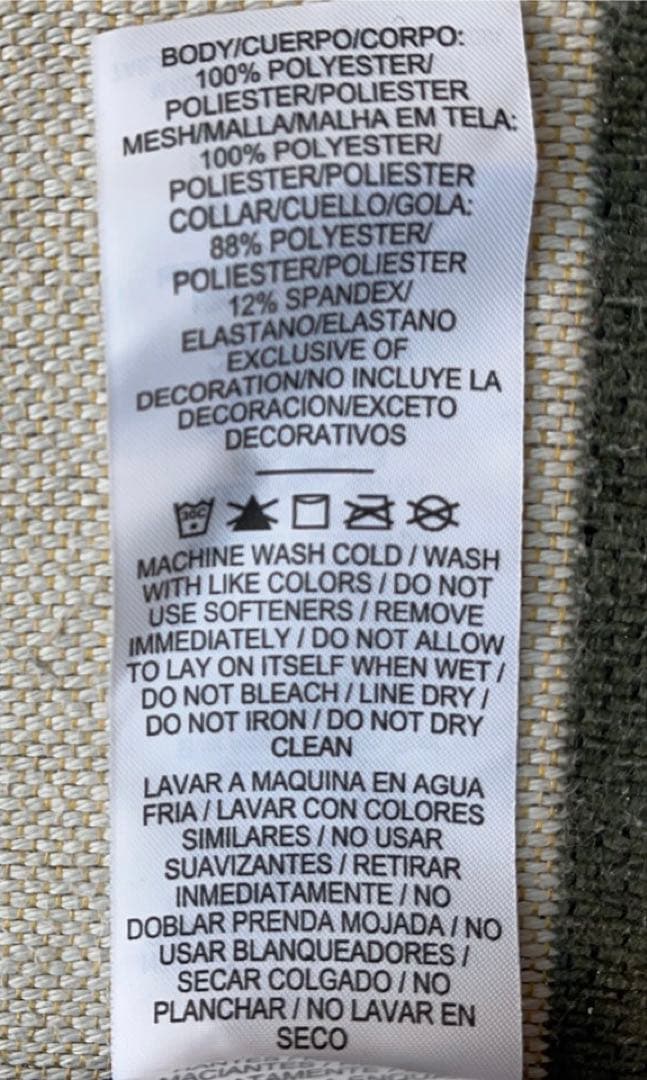 BODY/CUERPO/CORPO:
100% POLYESTER/
POLIESTER/POLIESTER
MESH/MALLA/MALHA EM TELA:
100% POLYESTER/
POLIESTER/POLIESTER
COLLAR/CUELLO/GOLA:
88% POLYESTER/
POLIESTER/POLIESTER
12% SPANDEX/
ELASTANO/ELASTANO
EXCLUSIVE OF
DECORATION/NO INCLUYE LA
DECORACION/EXCETO
DECORATIVOS
30C
MACHINE WASH COLD / WASH
WITH LIKE COLORS / DO NOT
USE SOFTENERS / REMOVE
IMMEDIATELY / DO NOT ALLOW
TO LAY ON ITSELF WHEN WET /
DO NOT BLEACH / LINE DRY /
DO NOT IRON / DO NOT DRY
CLEAN
LAVAR A MAQUINA EN AGUA
FRIA / LAVAR CON COLORES
SIMILARES / NO USAR
SUAVIZANTES / RETIRAR
INMEDIATAMENTE / NO
DOBLAR PRENDA MOJADA / NO
USAR BLANQUEADORES /
SECAR COLGADO / NO
PLANCHAR / NO LAVAR EN
SECO